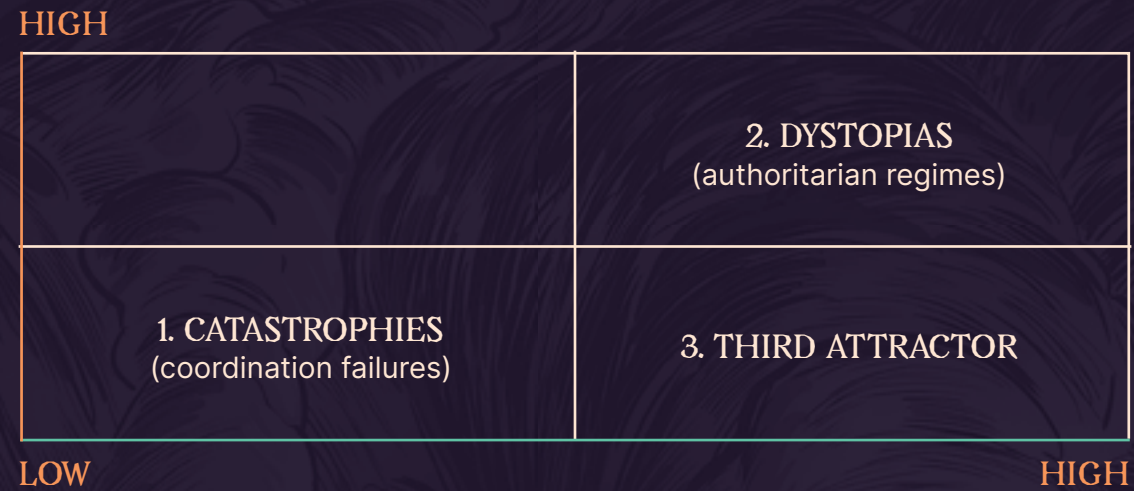 HIGH
2. DYSTOPIAS
(authoritarian regimes)
1. CATASTROPHIES
(coordination failures)
3. THIRD ATTRACTOR
LOW
HIGH